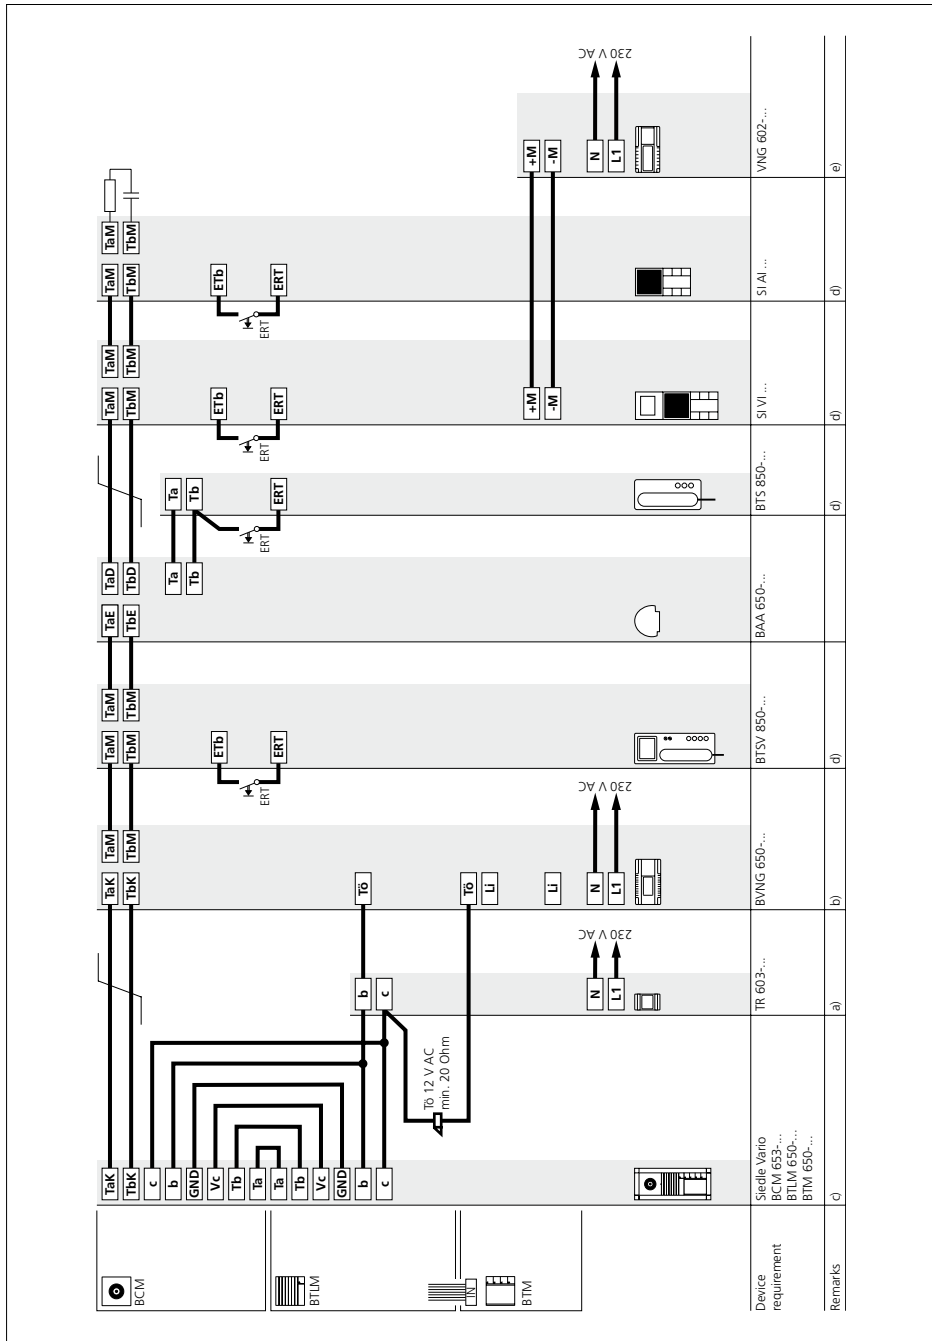 BCM
TaK TaK TaM TaM TaM TaE TaD TaM TaM TaM TaM
TbK TbK TbM TbM TbM TbE TbD TbM TbM TbM TbM
c
b Ta Ta
GND Tb Tb
Vc ETb ETb ETb
Tb
Ta ERT ERT ERT ERT
Ta ERT ERT ERT ERT
Tb
BTLM
Vc
GND
b b Tö
c c
Tö 12 V AC
min. 20 Ohm
IN
Tö
Li
BTM
+M +M
Li -M -M
N N N
L1 L1 L1
230 V AC 230 V AC 230 V AC
Device
requirement
Siedle Vario
BCM 653-...
BTLM 650-...
BTM 650-...
TR 603-...
BVNG 650-...
BTSV 850-...
BAA 650-...
BTS 850-...
SI VI ...
SI AI ...
VNG 602-...
Remarks
c) a) b) d) d) d) d) e)